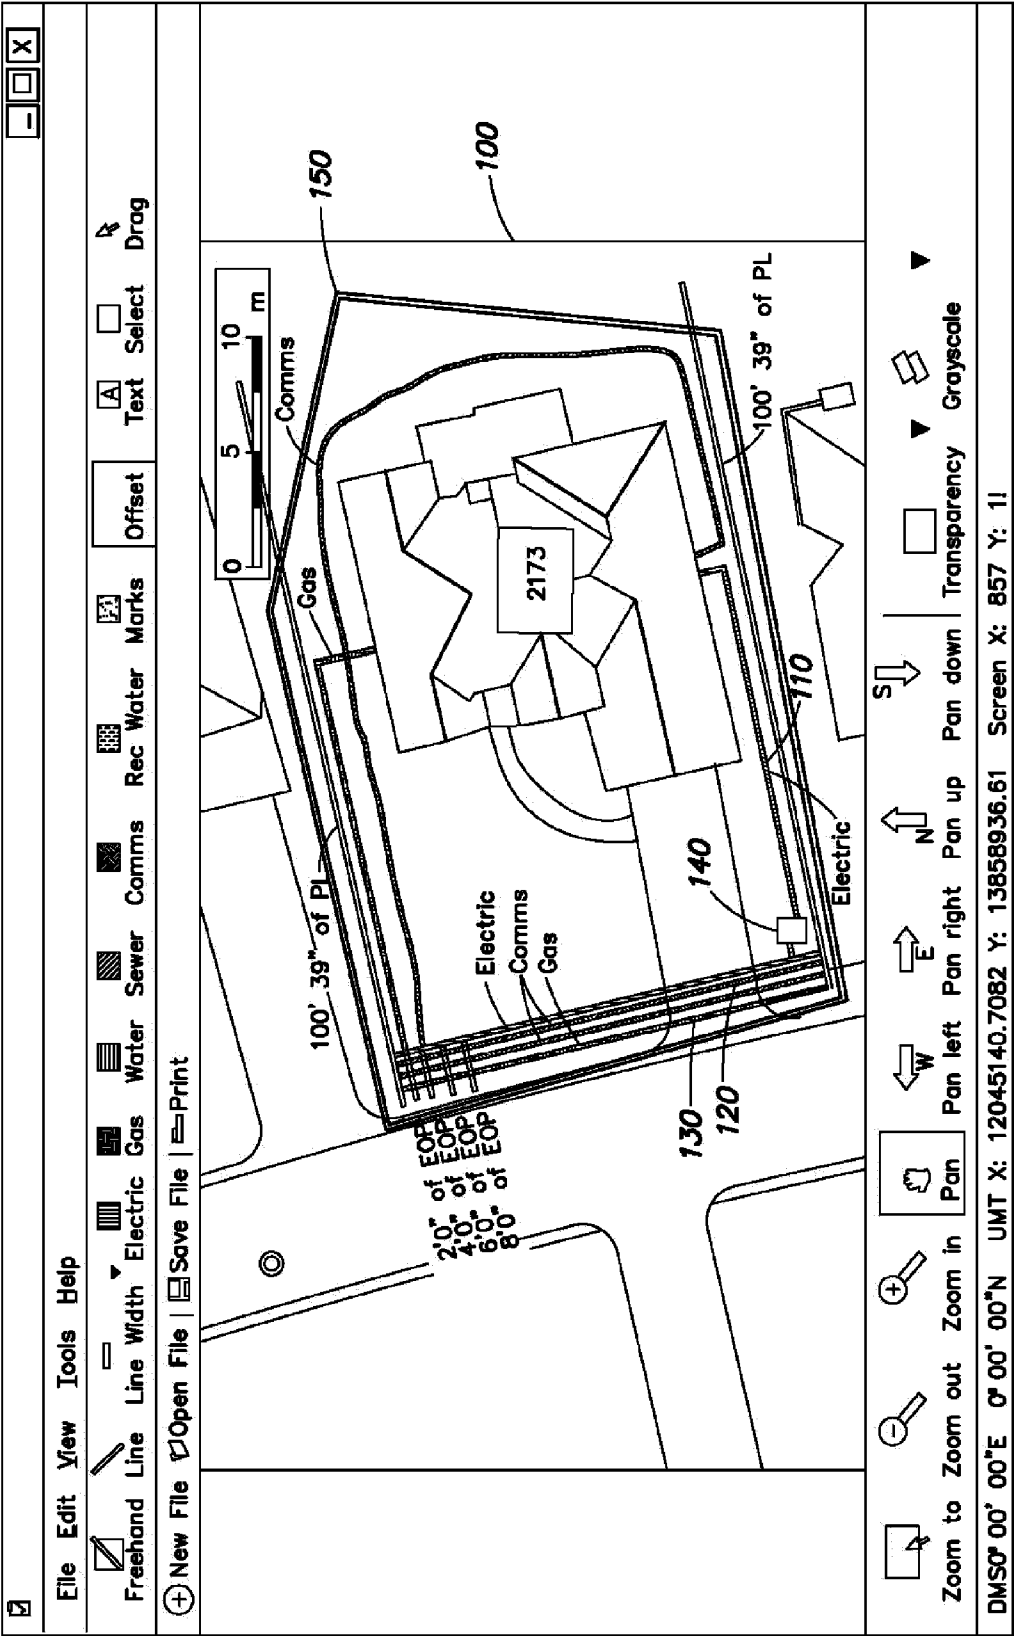 File Edit View Tools Help
Freehand Line Line Width Electric Gas Water Sewer Comms Rec Water Marks Offset Text Select Drag
A
New File Open File | Save File | Print
150
100
0 5 10
m
Comms
Gas
100' 39" of PL
2173
100' 39" of PL
110
140
Electric
Electric
Comms
Gas
2'0" of EOP
4'0" of EOP
6'0" of EOP
8'0" of EOP
130
120
W E N S
Zoom to Zoom out Zoom in Pan Pan left Pan right Pan up Pan down Transparency Grayscale
DMS0° 00' 00"E 0° 00' 00"N UMT X: 12045140.7082 Y: 13858936.61 Screen X: 857 Y: 11